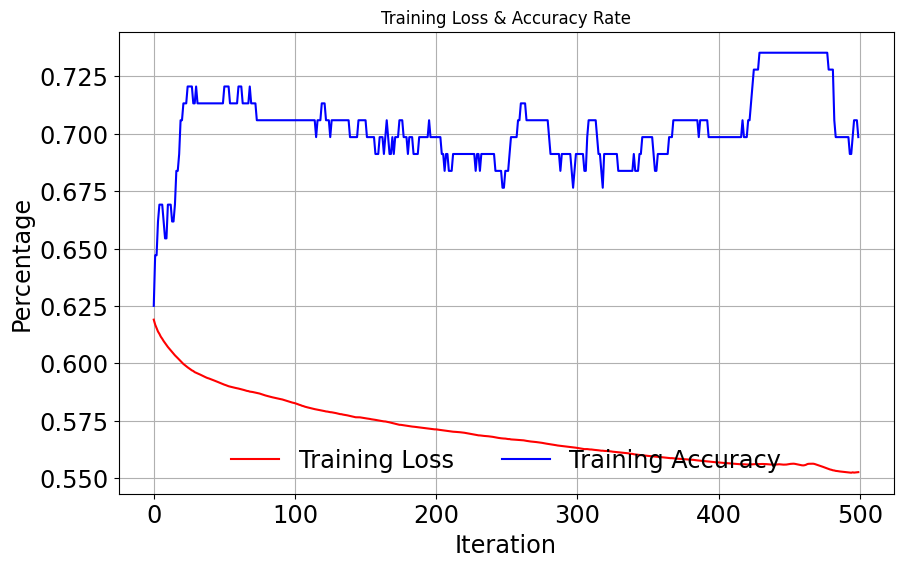 Training Loss & Accuracy Rate
Percentage
0.725
0.700
0.675
0.650
0.625
0.600
0.575
0.550
Training Loss Training Accuracy
0 100 200 300 400 500
Iteration